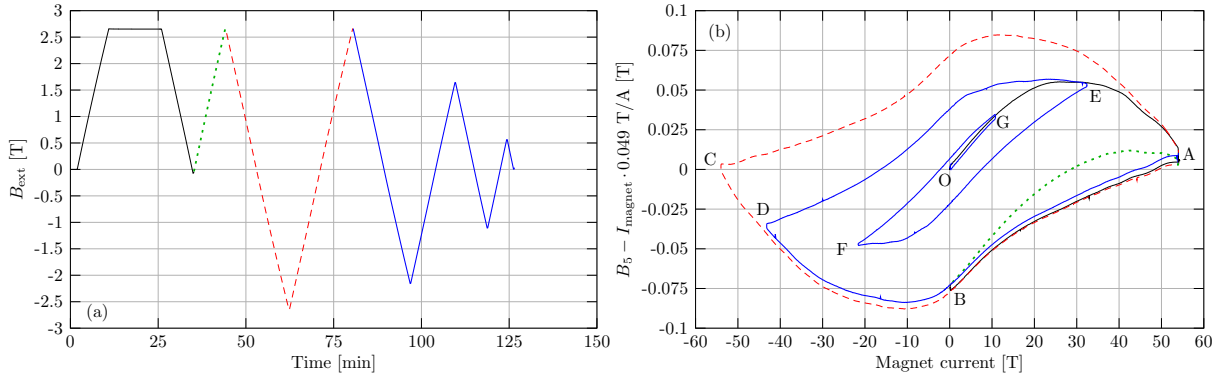 3
2.5
2
1.5
1
0.5
0
-0.5
-1
-1.5
-2
-2.5
-3
B_ext [T]
(a)
0 25 50 75 100 125 150
Time [min]
0.1
0.075
0.05
0.025
0
-0.025
-0.05
-0.075
-0.1
B_5 − I_magnet · 0.049 T/A [T]
(b)
E
G
A
C
O
D
F
B
-60 -50 -40 -30 -20 -10 0 10 20 30 40 50 60
Magnet current [T]